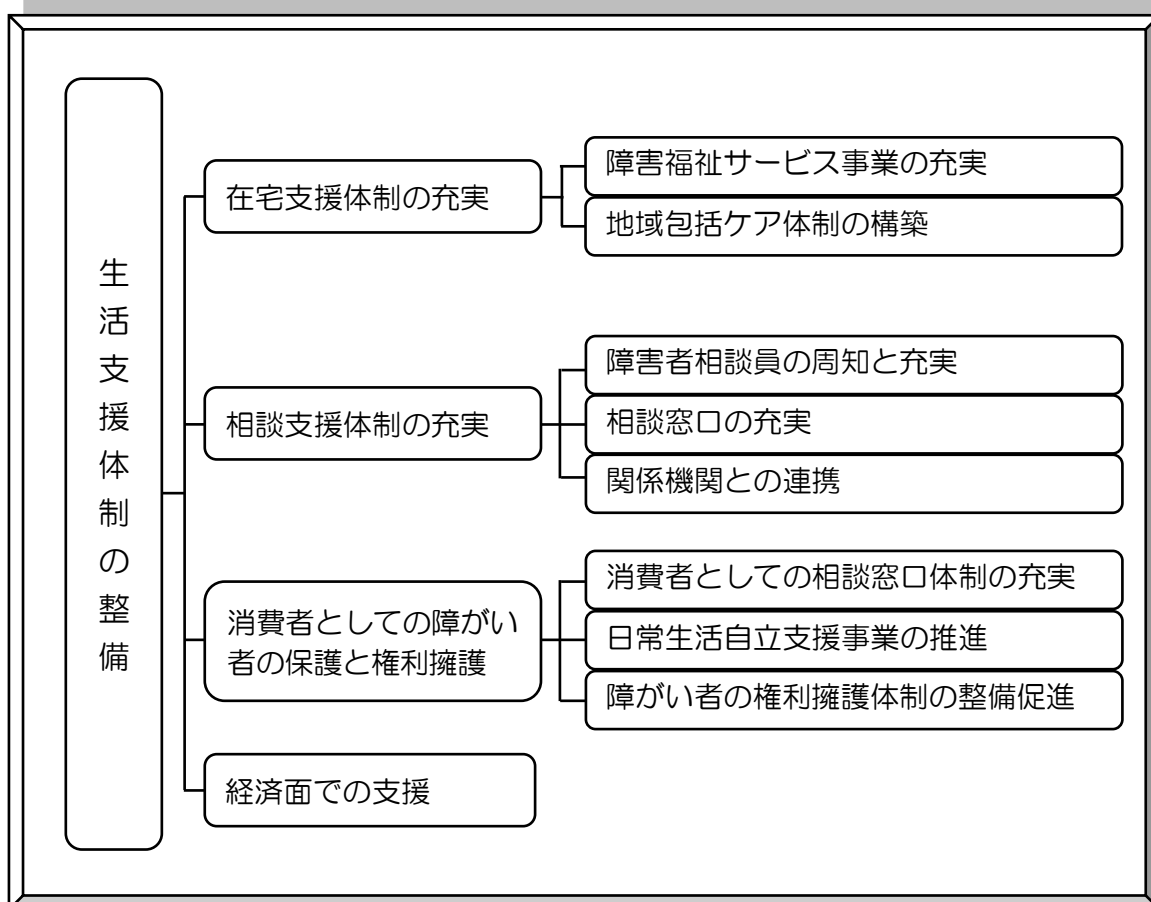 生活支援体制の整備
在宅支援体制の充実
障害福祉サービス事業の充実
地域包括ケア体制の構築
相談支援体制の充実
障害者相談員の周知と充実
相談窓口の充実
関係機関との連携
消費者としての障がい
者の保護と権利擁護
消費者としての相談窓口体制の充実
日常生活自立支援事業の推進
障がい者の権利擁護体制の整備促進
経済面での支援